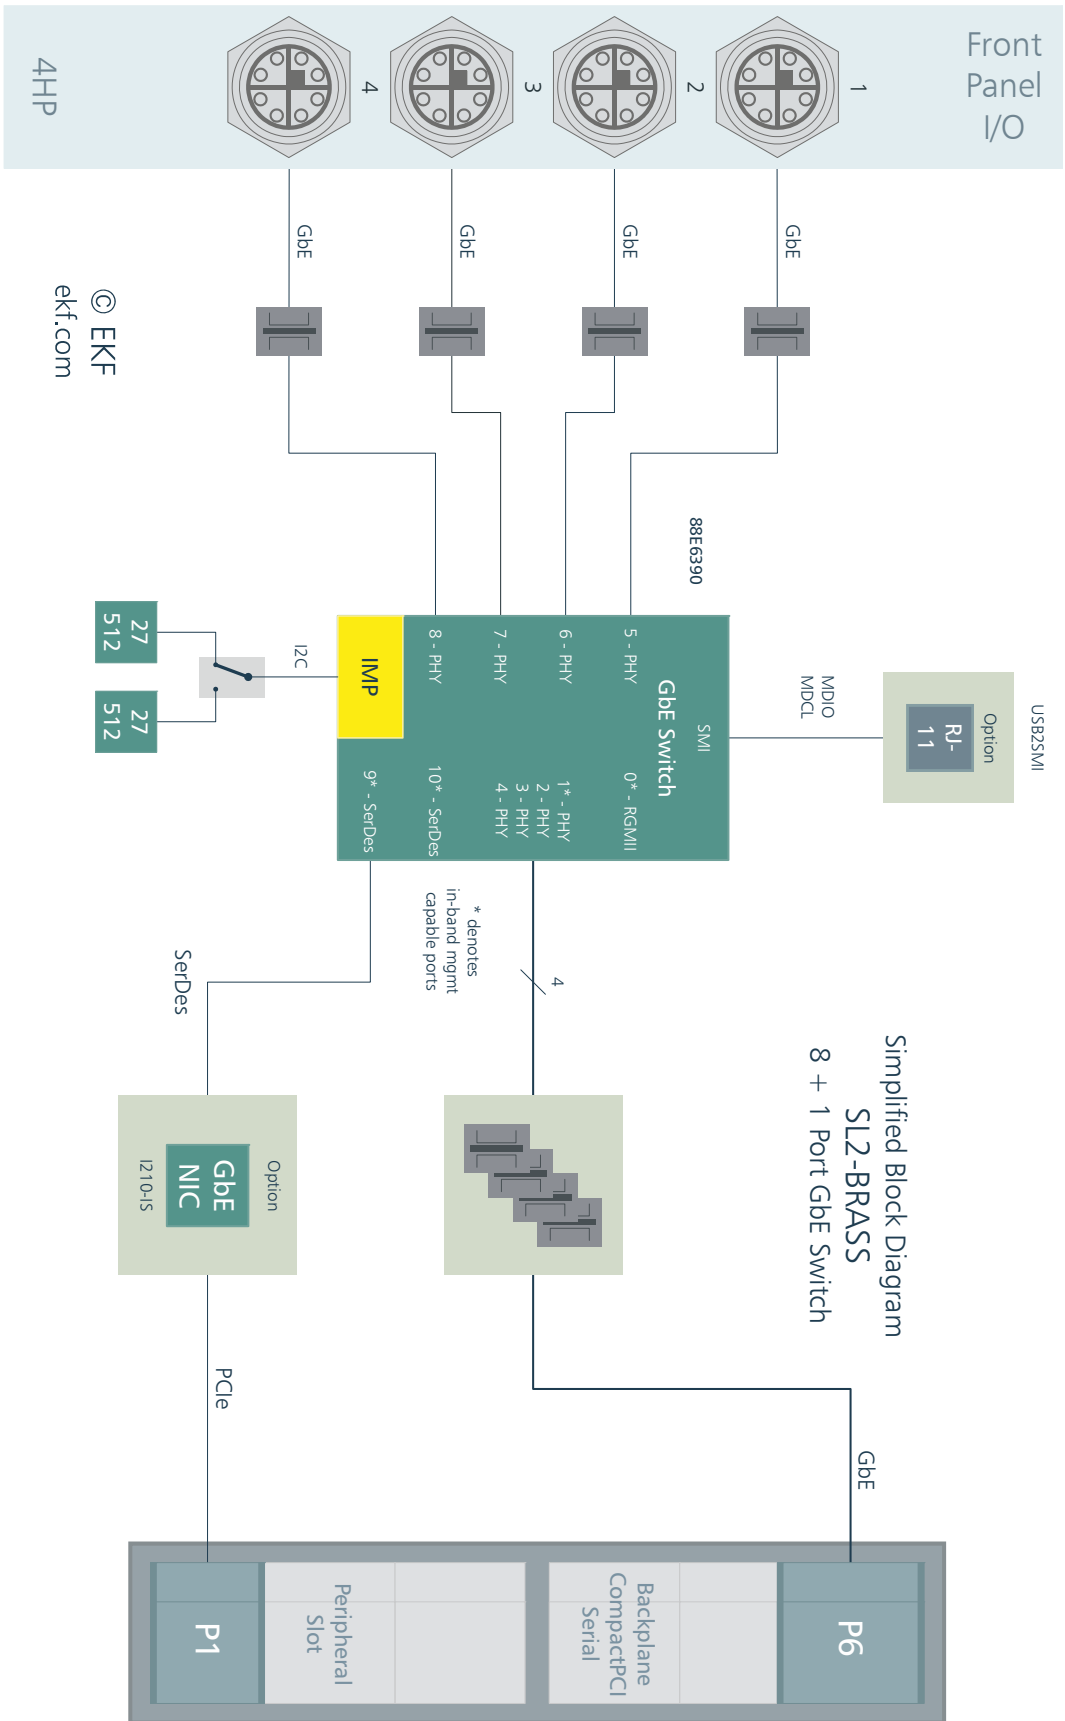 Front
Panel
I/O
1
2
3
4
4HP
GbE
GbE
GbE
GbE
© EKF
ekf.com
88E6390
USB2SMI
Option
RJ-
11
MDIO
MDCL
SMI
GbE Switch
5 - PHY
6 - PHY
7 - PHY
8 - PHY
IMP
0* - RGMII
1* - PHY
2 - PHY
3 - PHY
4 - PHY
10* - SerDes
9* - SerDes
I2C
27
512
27
512
* denotes
in-band mgmt
capable ports
4
SerDes
Simplified Block Diagram
SL2-BRASS
8 + 1 Port GbE Switch
Option
GbE
NIC
I210-IS
PCIe
GbE
P6
Backplane
CompactPCI
Serial
Peripheral
Slot
P1